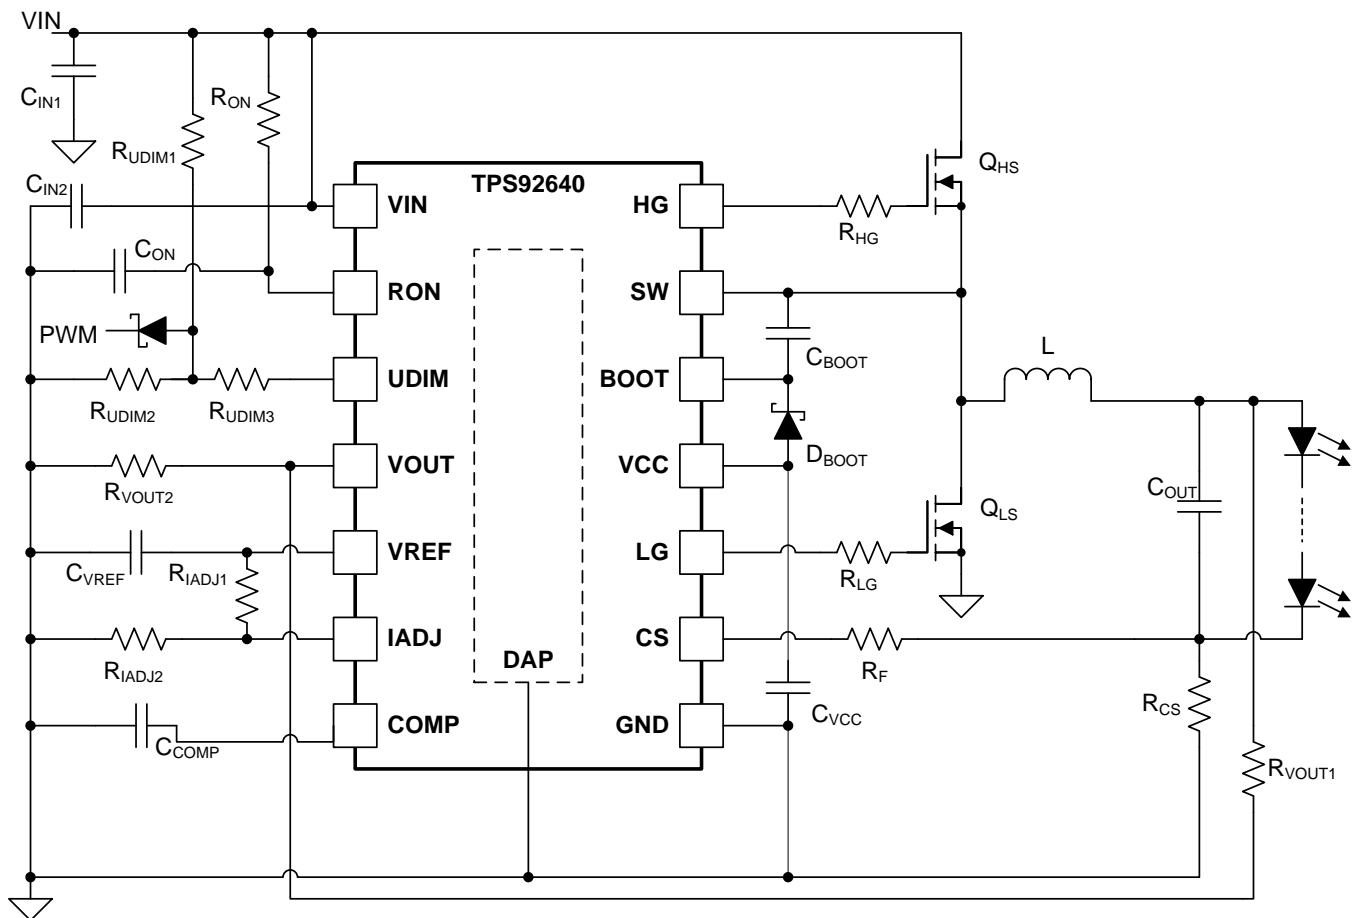 VIN
CIN1
RON
RUDIM1
QHS
TPS92640
CIN2
VIN
HG
RHG
CON
RON
SW
PWM
CBOOT
L
UDIM
BOOT
RUDIM2
RUDIM3
DBOOT
VOUT
VCC
RVOUT2
COUT
QLS
VREF
LG
CVREF
RIADJ1
RLG
IADJ
CS
DAP
RIADJ2
RF
RCS
COMP
GND
CVCC
CCOMP
RVOUT1